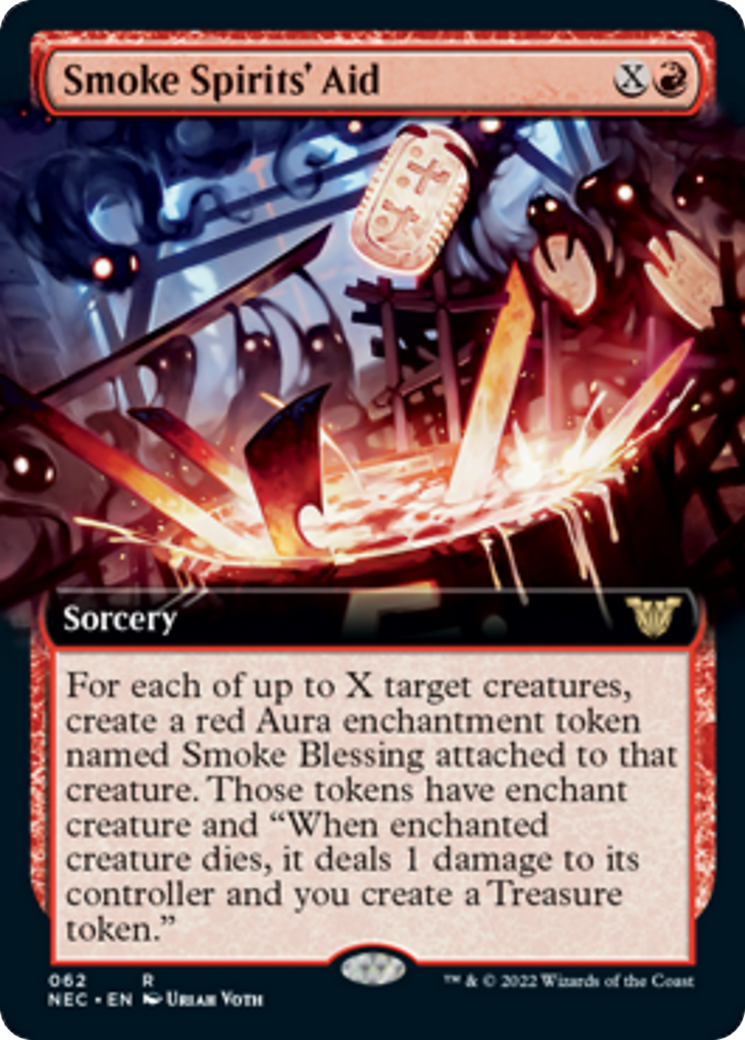 Smoke Spirits' Aid X
Sorcery
For each of up to X target creatures,
create a red Aura enchantment token
named Smoke Blessing attached to that
creature. Those tokens have enchant
creature and “When enchanted
creature dies, it deals 1 damage to its
controller and you create a Treasure
token.”
062 R
NEC • EN Uriah Voth
™ & © 2022 Wizards of the Coast